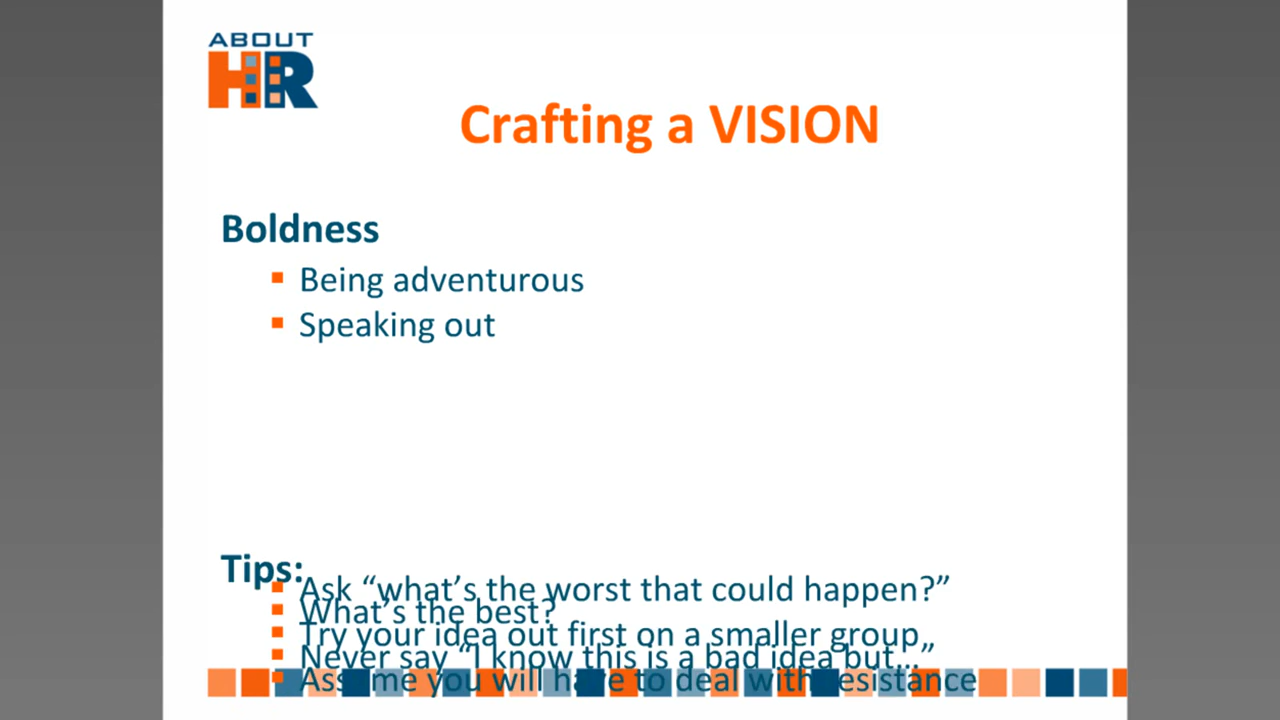 ABOUT
HR
Crafting a VISION
Boldness
Being adventurous
Speaking out
Tips:
Ask “what’s the worst that could happen?”
What’s the best?
Try your idea out first on a smaller group
Never say “I know this is a bad idea but...”
Assume you will have to deal with resistance